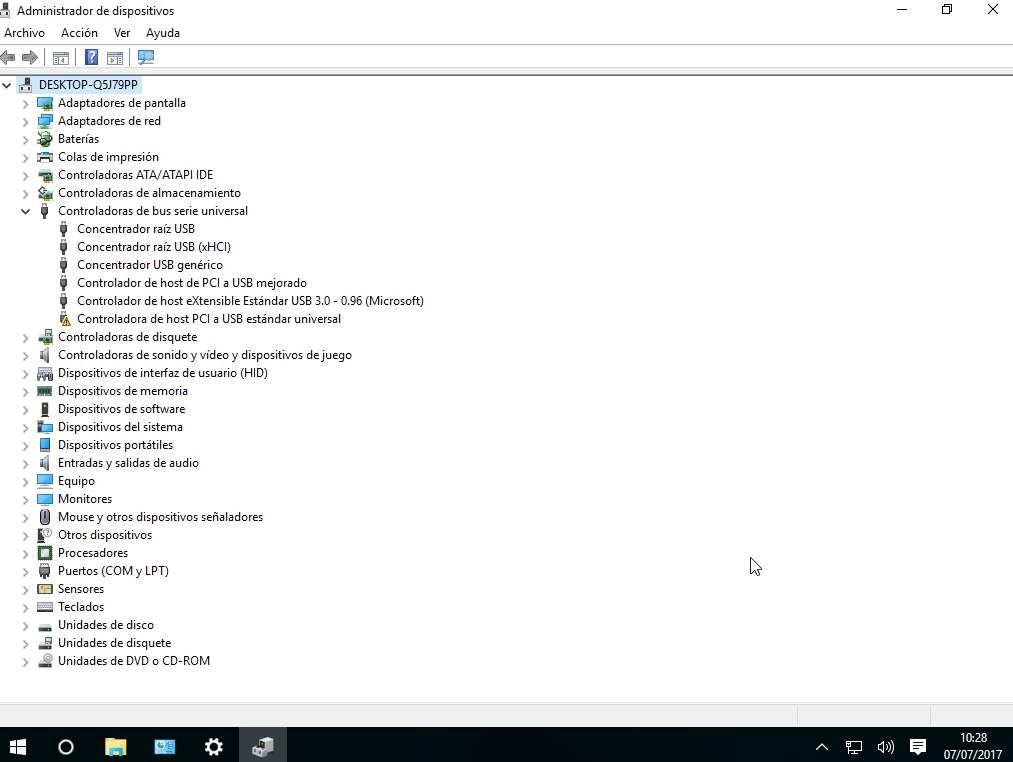 Administrador de dispositivos
Archivo Acción Ver Ayuda
DESKTOP-Q5J79PP
Adaptadores de pantalla
Adaptadores de red
Baterías
Colas de impresión
Controladoras ATA/ATAPI IDE
Controladoras de almacenamiento
Controladoras de bus serie universal
Concentrador raíz USB
Concentrador raíz USB (xHCI)
Concentrador USB genérico
Controlador de host de PCI a USB mejorado
Controlador de host eXtensible Estándar USB 3.0 - 0.96 (Microsoft)
Controladora de host PCI a USB estándar universal
Controladoras de disquete
Controladoras de sonido y vídeo y dispositivos de juego
Dispositivos de interfaz de usuario (HID)
Dispositivos de memoria
Dispositivos de software
Dispositivos del sistema
Dispositivos portátiles
Entradas y salidas de audio
Equipo
Monitores
Mouse y otros dispositivos señaladores
Otros dispositivos
Procesadores
Puertos (COM y LPT)
Sensores
Teclados
Unidades de disco
Unidades de disquete
Unidades de DVD o CD-ROM
10:28
07/07/2017